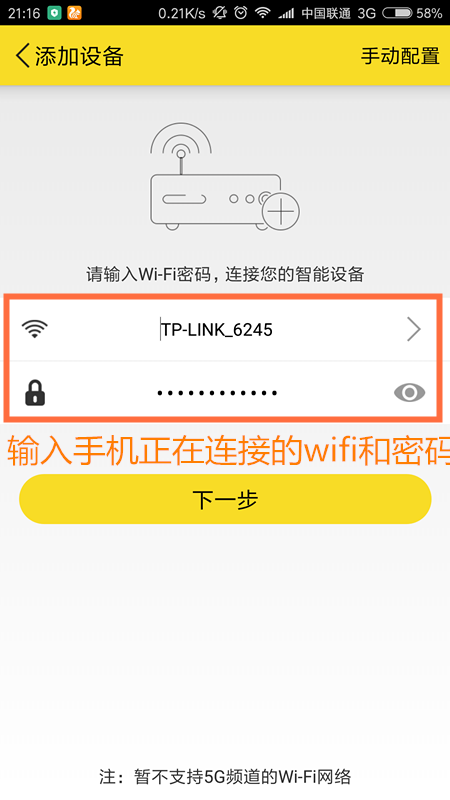 21:16 0.21K/s 中国联通 3G 58%
添加设备 手动配置
请输入Wi-Fi密码，连接您的智能设备
TP-LINK_6245
••••••••••••
输入手机正在连接的wifi和密码
下一步
注：暂不支持5G频道的Wi-Fi网络